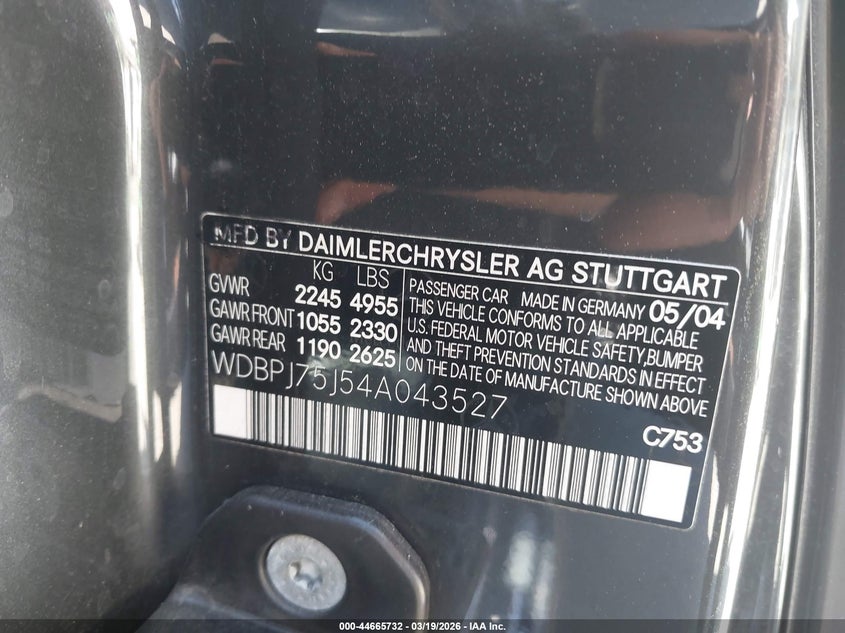 MFD BY DAIMLERCHRYSLER AG STUTTGART
KG LBS
GVWR 2245 4955
GAWR FRONT 1055 2330
GAWR REAR 1190 2625
PASSENGER CAR MADE IN GERMANY 05/04
THIS VEHICLE CONFORMS TO ALL APPLICABLE
U.S. FEDERAL MOTOR VEHICLE SAFETY,BUMPER
AND THEFT PREVENTION STANDARDS IN EFFECT
ON THE DATE OF MANUFACTURE SHOWN ABOVE
WDBPJ75J54A043527
C753
000-44665732 - 03/19/2026 - IAA Inc.